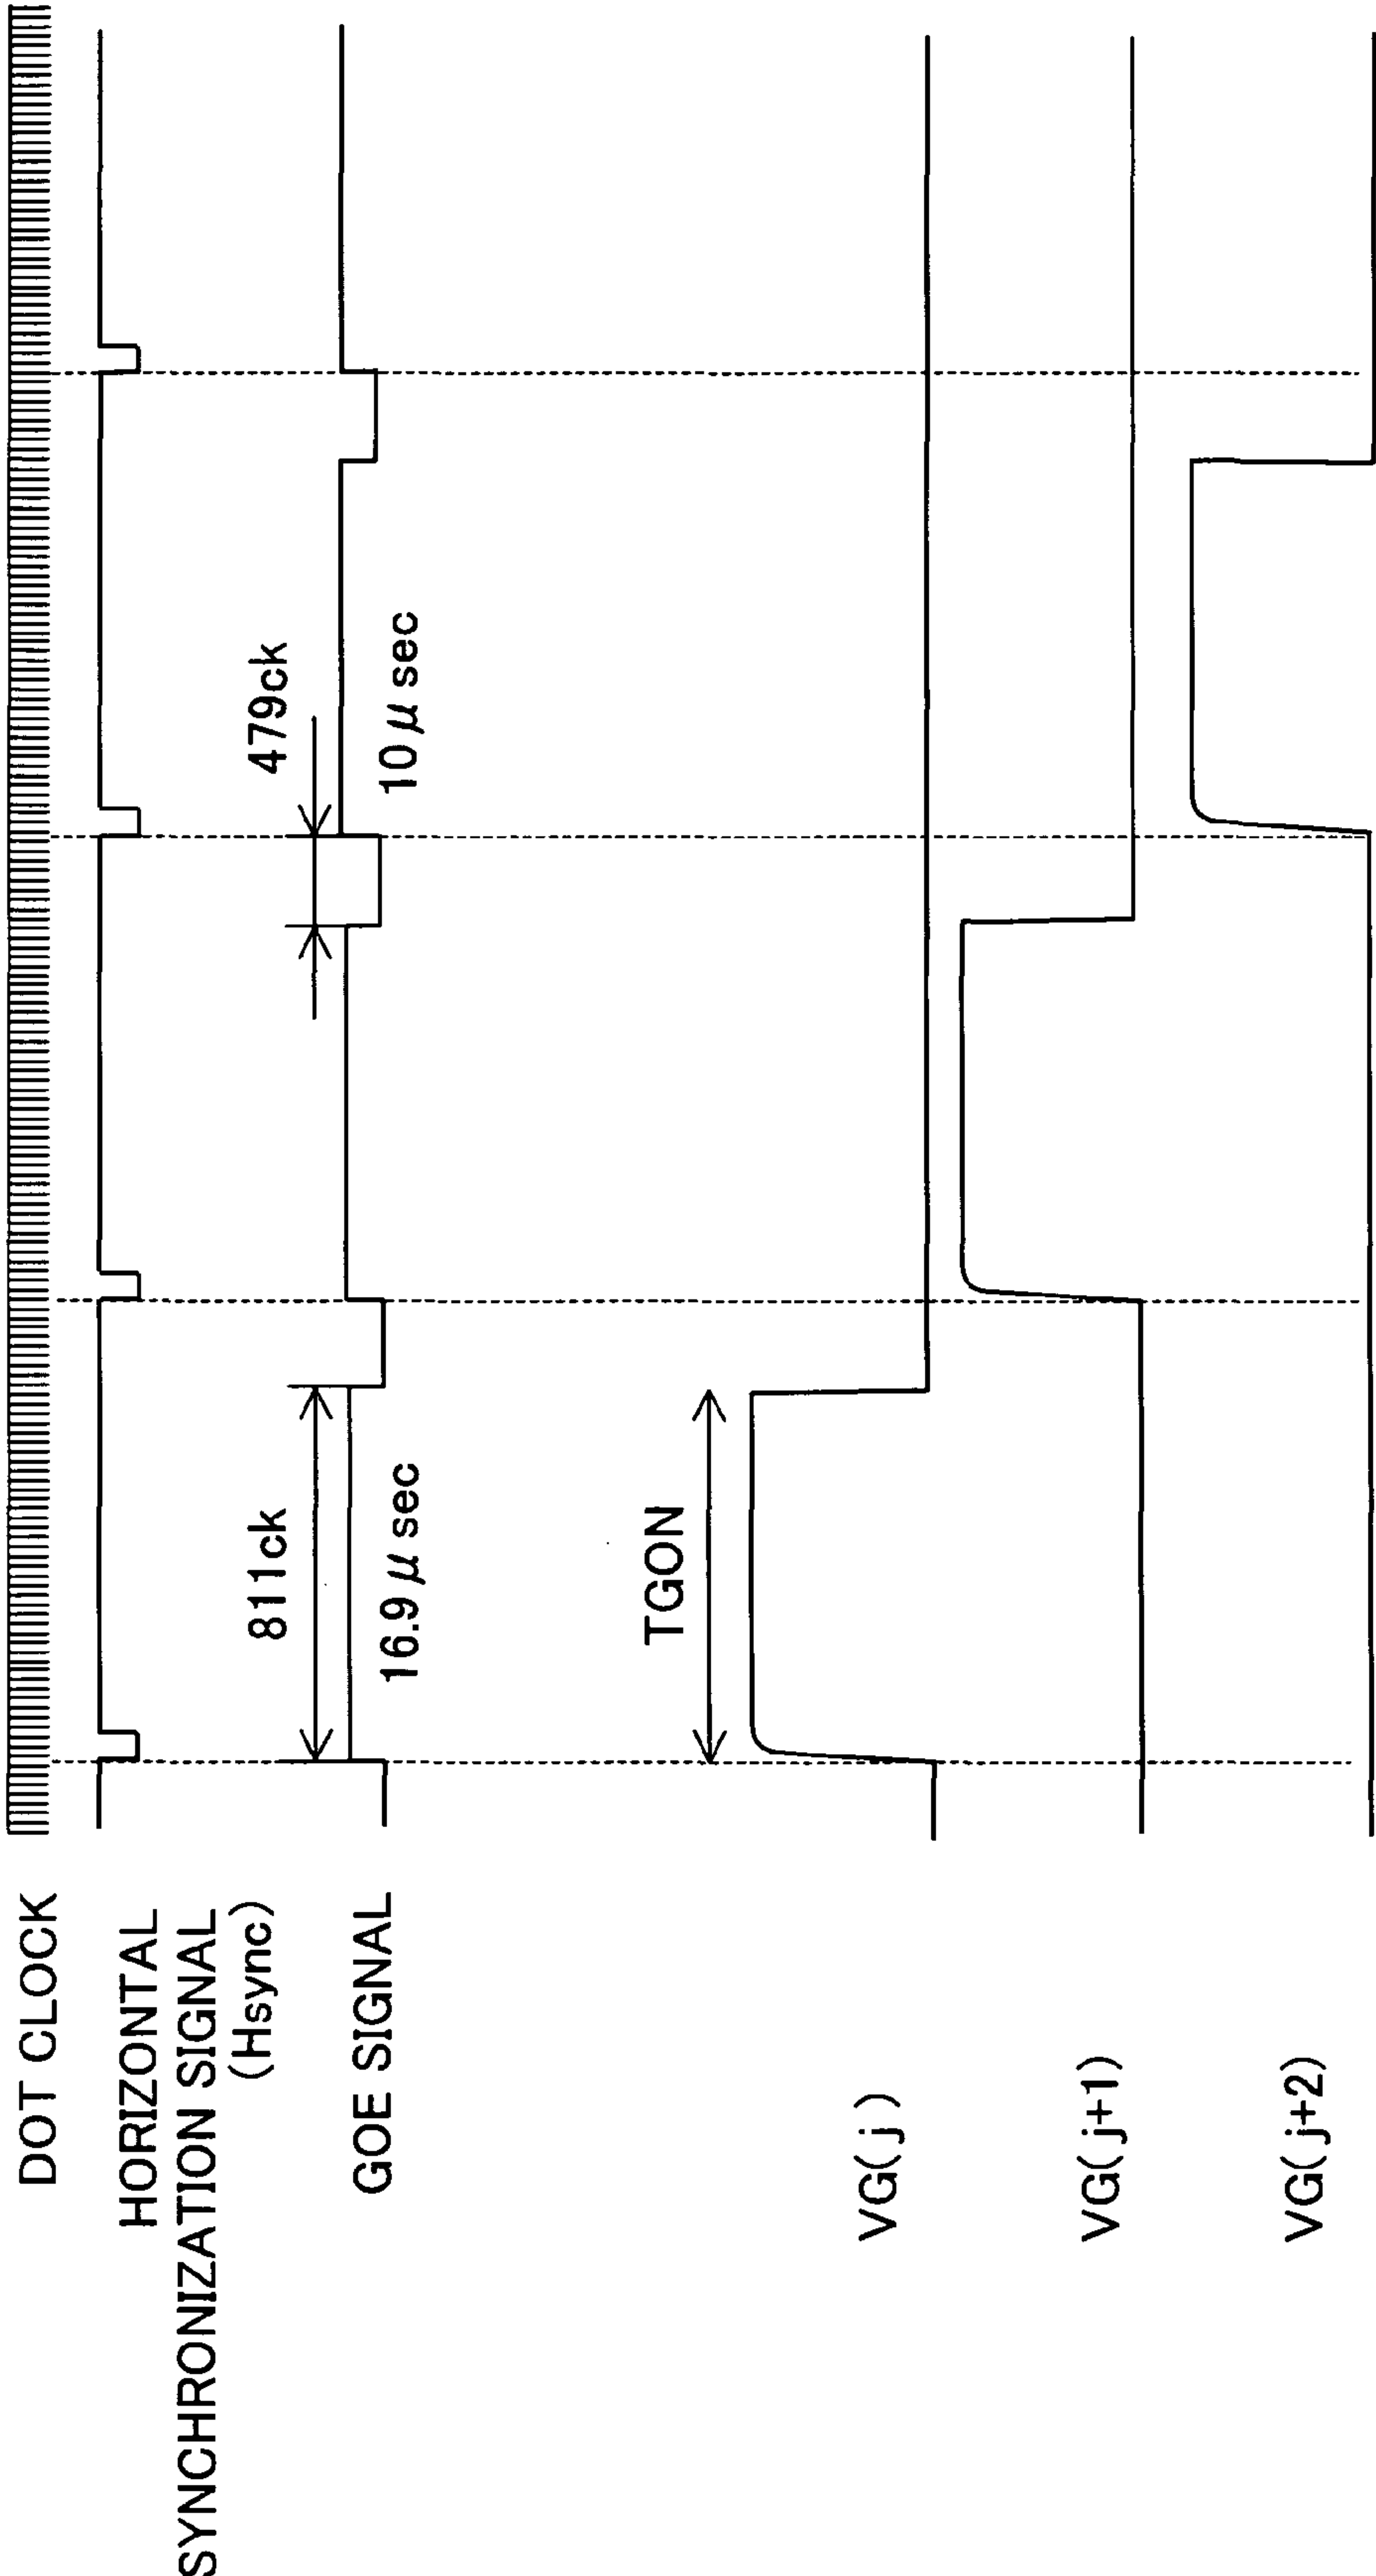 DOT CLOCK
HORIZONTAL
SYNCHRONIZATION SIGNAL
(Hsync)
811ck
479ck
GOE SIGNAL
16.9 μ sec
10 μ sec
TGON
VG( j )
VG( j+1)
VG( j+2)